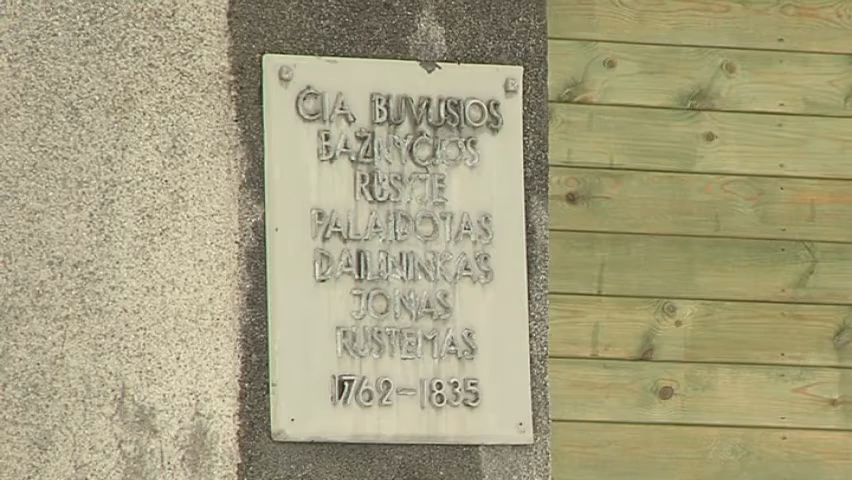 ČIA BUVUSIOS
BAŽNYČIOS
RŪSYJE
PALAIDOTAS
DAILININKAS
JONAS
RUSTEMAS
1762–1835